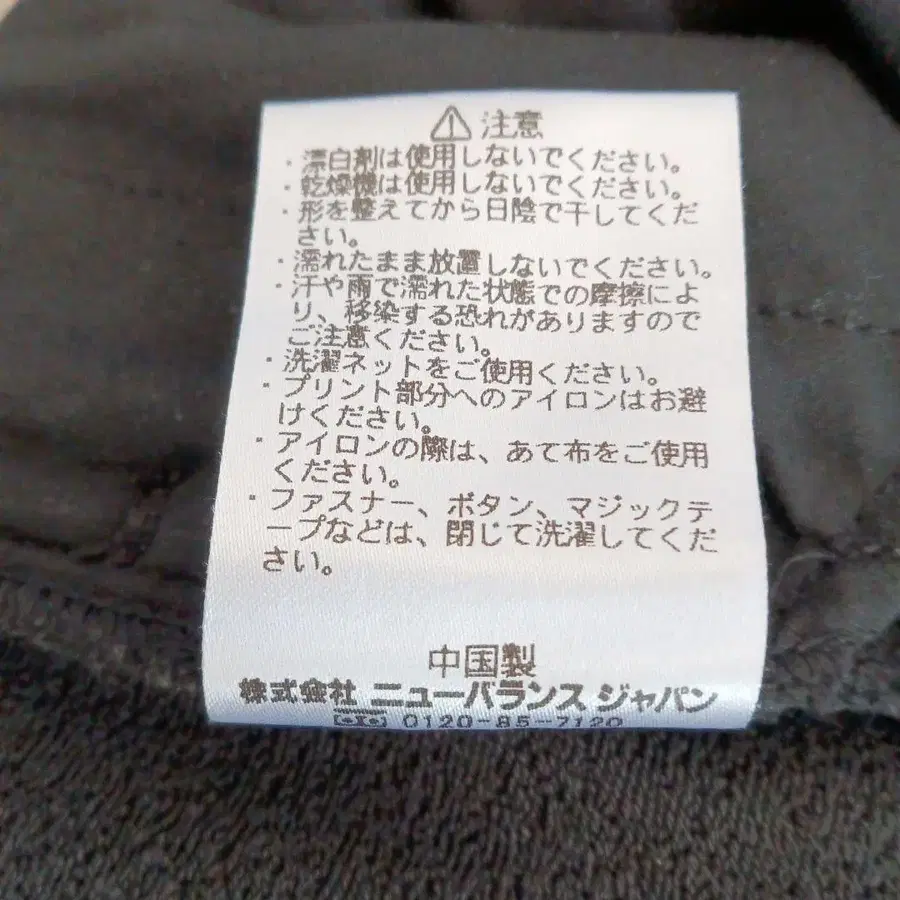 ⚠ 注意
・漂白剤は使用しないでください。
・乾燥機は使用しないでください。
・形を整えてから日陰で干してくだ
さい。
・濡れたまま放置しないでください。
・汗や雨で濡れた状態での摩擦によ
り、移染する恐れがありますので
ご注意ください。
・洗濯ネットをご使用ください。
・プリント部分へのアイロンはお避
けください。
・アイロンの際は、あて布をご使用
ください。
・ファスナー、ボタン、マジックテ
ープなどは、閉じて洗濯してくだ
さい。
中国製
株式会社 ニューバランス ジャパン
0120-85-7120